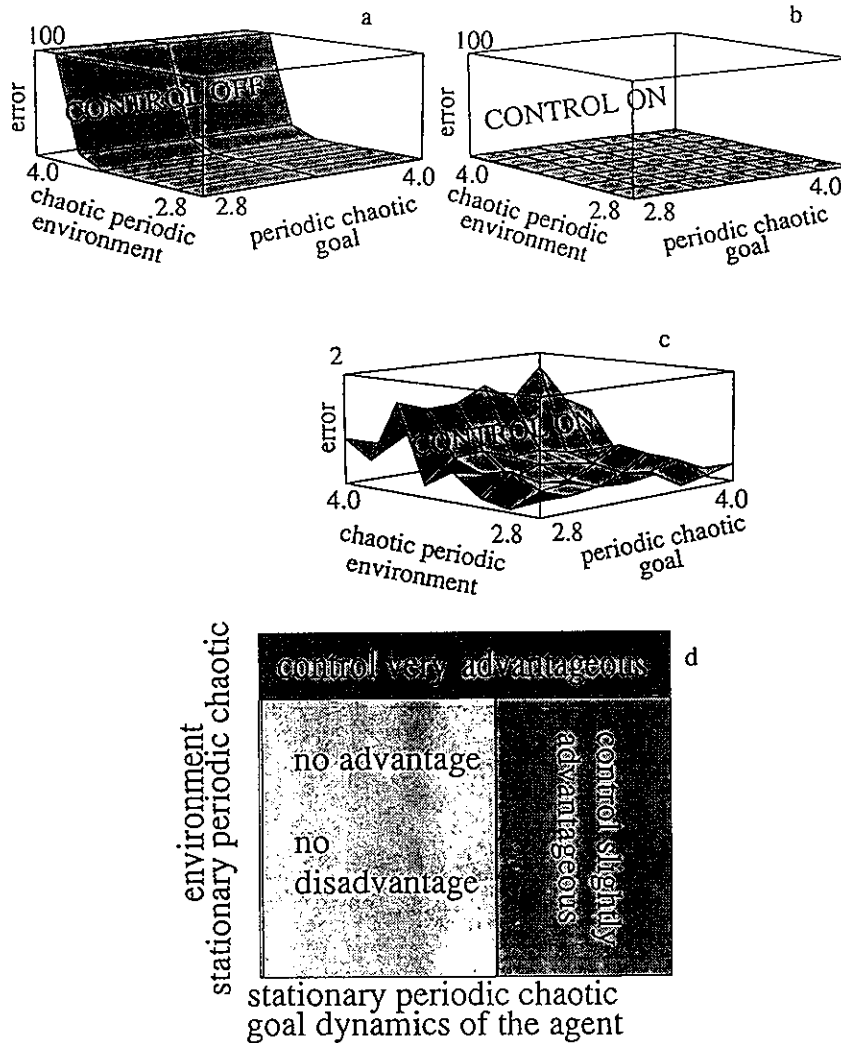 a
100
CONTROL OFF
error
4.0
chaotic periodic
environment
2.8
2.8
periodic chaotic
goal
4.0
b
100
CONTROL ON
error
4.0
chaotic periodic
environment
2.8
2.8
periodic chaotic
goal
4.0
c
2
CONTROL ON
error
4.0
chaotic periodic
environment
2.8
2.8
periodic chaotic
goal
4.0
d
control very advantageous
no advantage
no
disadvantage
control slightly
advantageous
environment
stationary periodic chaotic
stationary periodic chaotic
goal dynamics of the agent